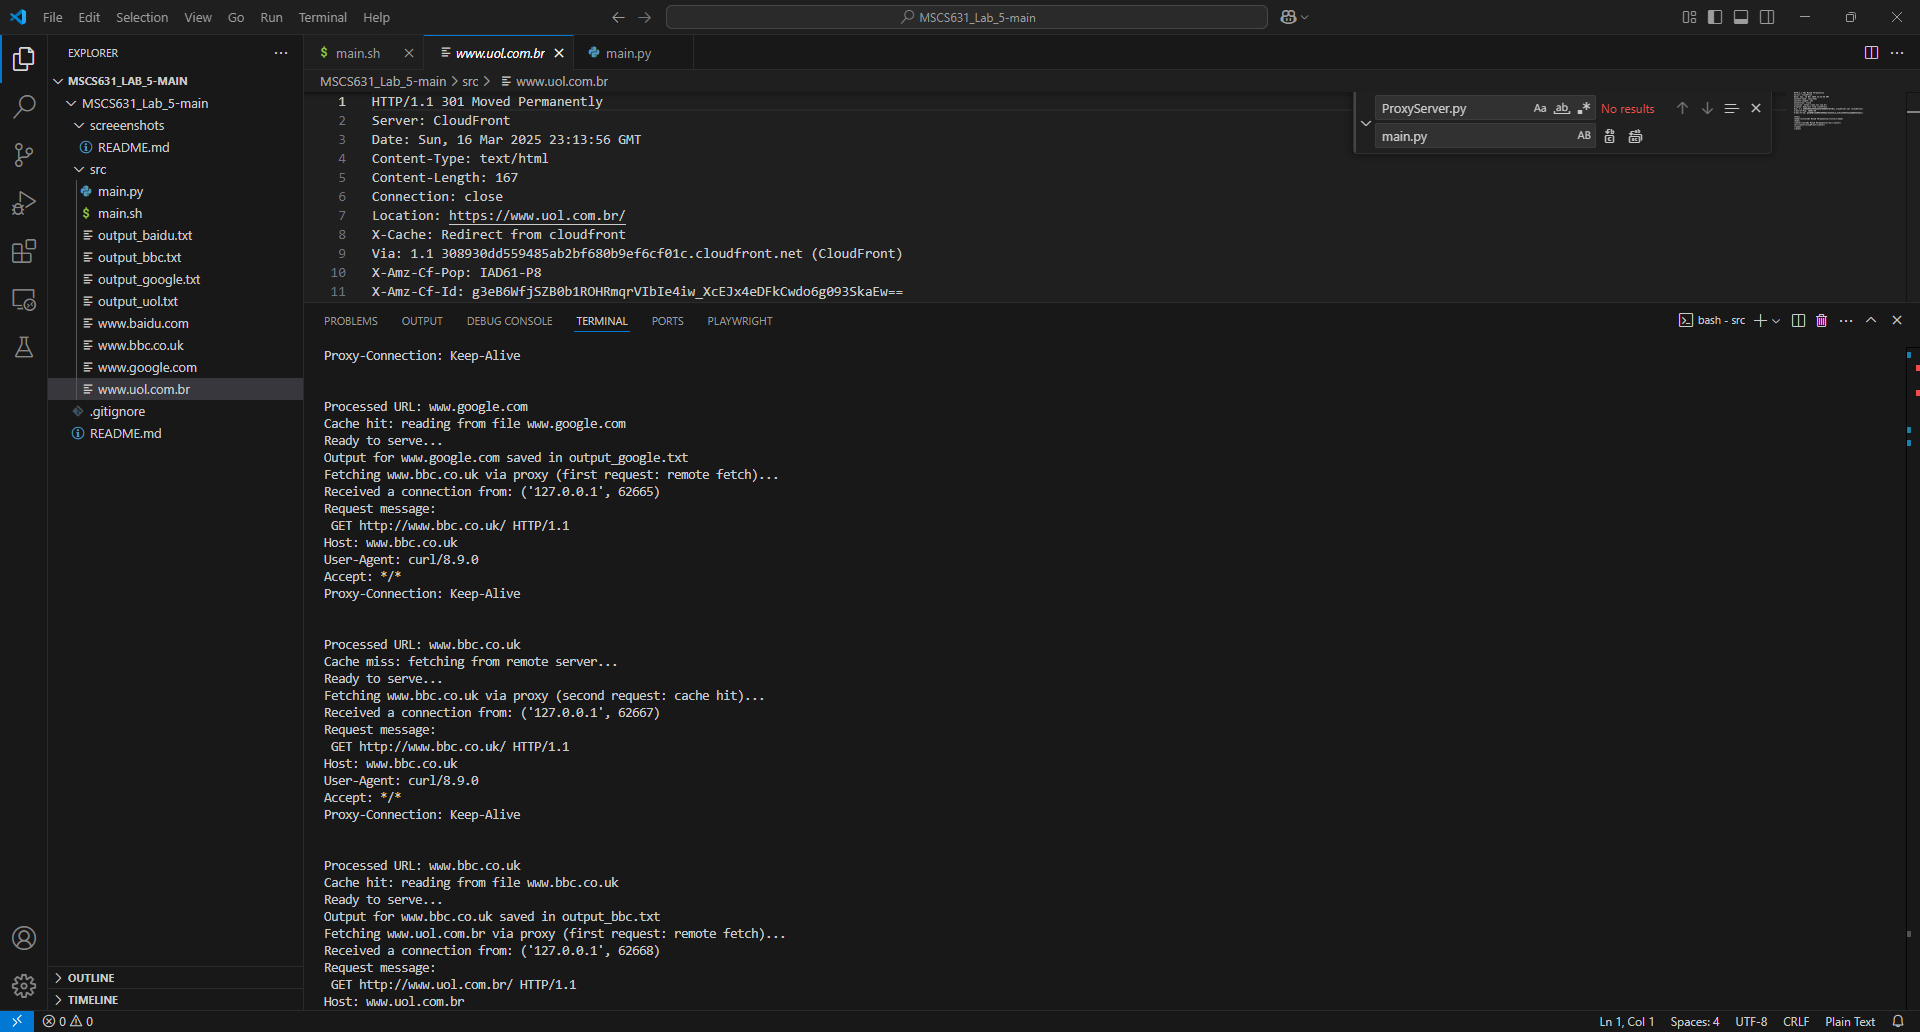 File Edit Selection View Go Run Terminal Help
MSCS631_Lab_5-main
EXPLORER
MSCS631_LAB_5-MAIN
MSCS631_Lab_5-main
screeenshots
README.md
src
main.py
$ main.sh
output_baidu.txt
output_bbc.txt
output_google.txt
output_uol.txt
www.baidu.com
www.bbc.co.uk
www.google.com
www.uol.com.br
.gitignore
README.md
OUTLINE
TIMELINE
$ main.sh www.uol.com.br main.py
MSCS631_Lab_5-main > src > www.uol.com.br
1 HTTP/1.1 301 Moved Permanently
2 Server: CloudFront
3 Date: Sun, 16 Mar 2025 23:13:56 GMT
4 Content-Type: text/html
5 Content-Length: 167
6 Connection: close
7 Location: https://www.uol.com.br/
8 X-Cache: Redirect from cloudfront
9 Via: 1.1 308930dd559485ab2bf680b9ef6cf01c.cloudfront.net (CloudFront)
10 X-Amz-Cf-Pop: IAD61-P8
11 X-Amz-Cf-Id: g3eB6WfjSZB0b1ROHRmqrVIbIe4iw_XcEJx4eDFkCwdo6g093SkaEw==
ProxyServer.py Aa ab .* No results
main.py AB
PROBLEMS OUTPUT DEBUG CONSOLE TERMINAL PORTS PLAYWRIGHT
bash - src
Proxy-Connection: Keep-Alive
Processed URL: www.google.com
Cache hit: reading from file www.google.com
Ready to serve...
Output for www.google.com saved in output_google.txt
Fetching www.bbc.co.uk via proxy (first request: remote fetch)...
Received a connection from: ('127.0.0.1', 62665)
Request message:
GET http://www.bbc.co.uk/ HTTP/1.1
Host: www.bbc.co.uk
User-Agent: curl/8.9.0
Accept: */*
Proxy-Connection: Keep-Alive
Processed URL: www.bbc.co.uk
Cache miss: fetching from remote server...
Ready to serve...
Fetching www.bbc.co.uk via proxy (second request: cache hit)...
Received a connection from: ('127.0.0.1', 62667)
Request message:
GET http://www.bbc.co.uk/ HTTP/1.1
Host: www.bbc.co.uk
User-Agent: curl/8.9.0
Accept: */*
Proxy-Connection: Keep-Alive
Processed URL: www.bbc.co.uk
Cache hit: reading from file www.bbc.co.uk
Ready to serve...
Output for www.bbc.co.uk saved in output_bbc.txt
Fetching www.uol.com.br via proxy (first request: remote fetch)...
Received a connection from: ('127.0.0.1', 62668)
Request message:
GET http://www.uol.com.br/ HTTP/1.1
Host: www.uol.com.br
0 0
Ln 1, Col 1 Spaces: 4 UTF-8 CRLF Plain Text